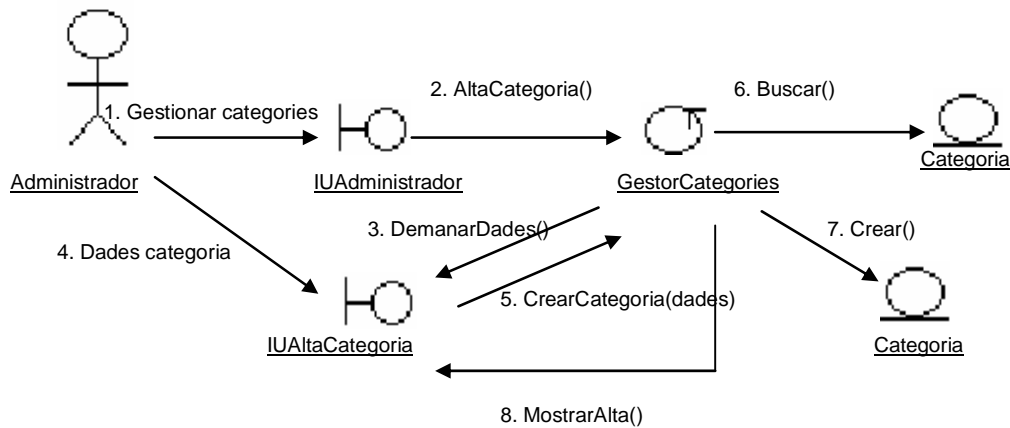 2. AltaCategoria()
6. Buscar()
1. Gestionar categories
Categoria
Administrador
IUAdministrador
GestorCategories
3. DemanarDades()
7. Crear()
4. Dades categoria
5. CrearCategoria(dades)
IUAltaCategoria
Categoria
8. MostrarAlta()